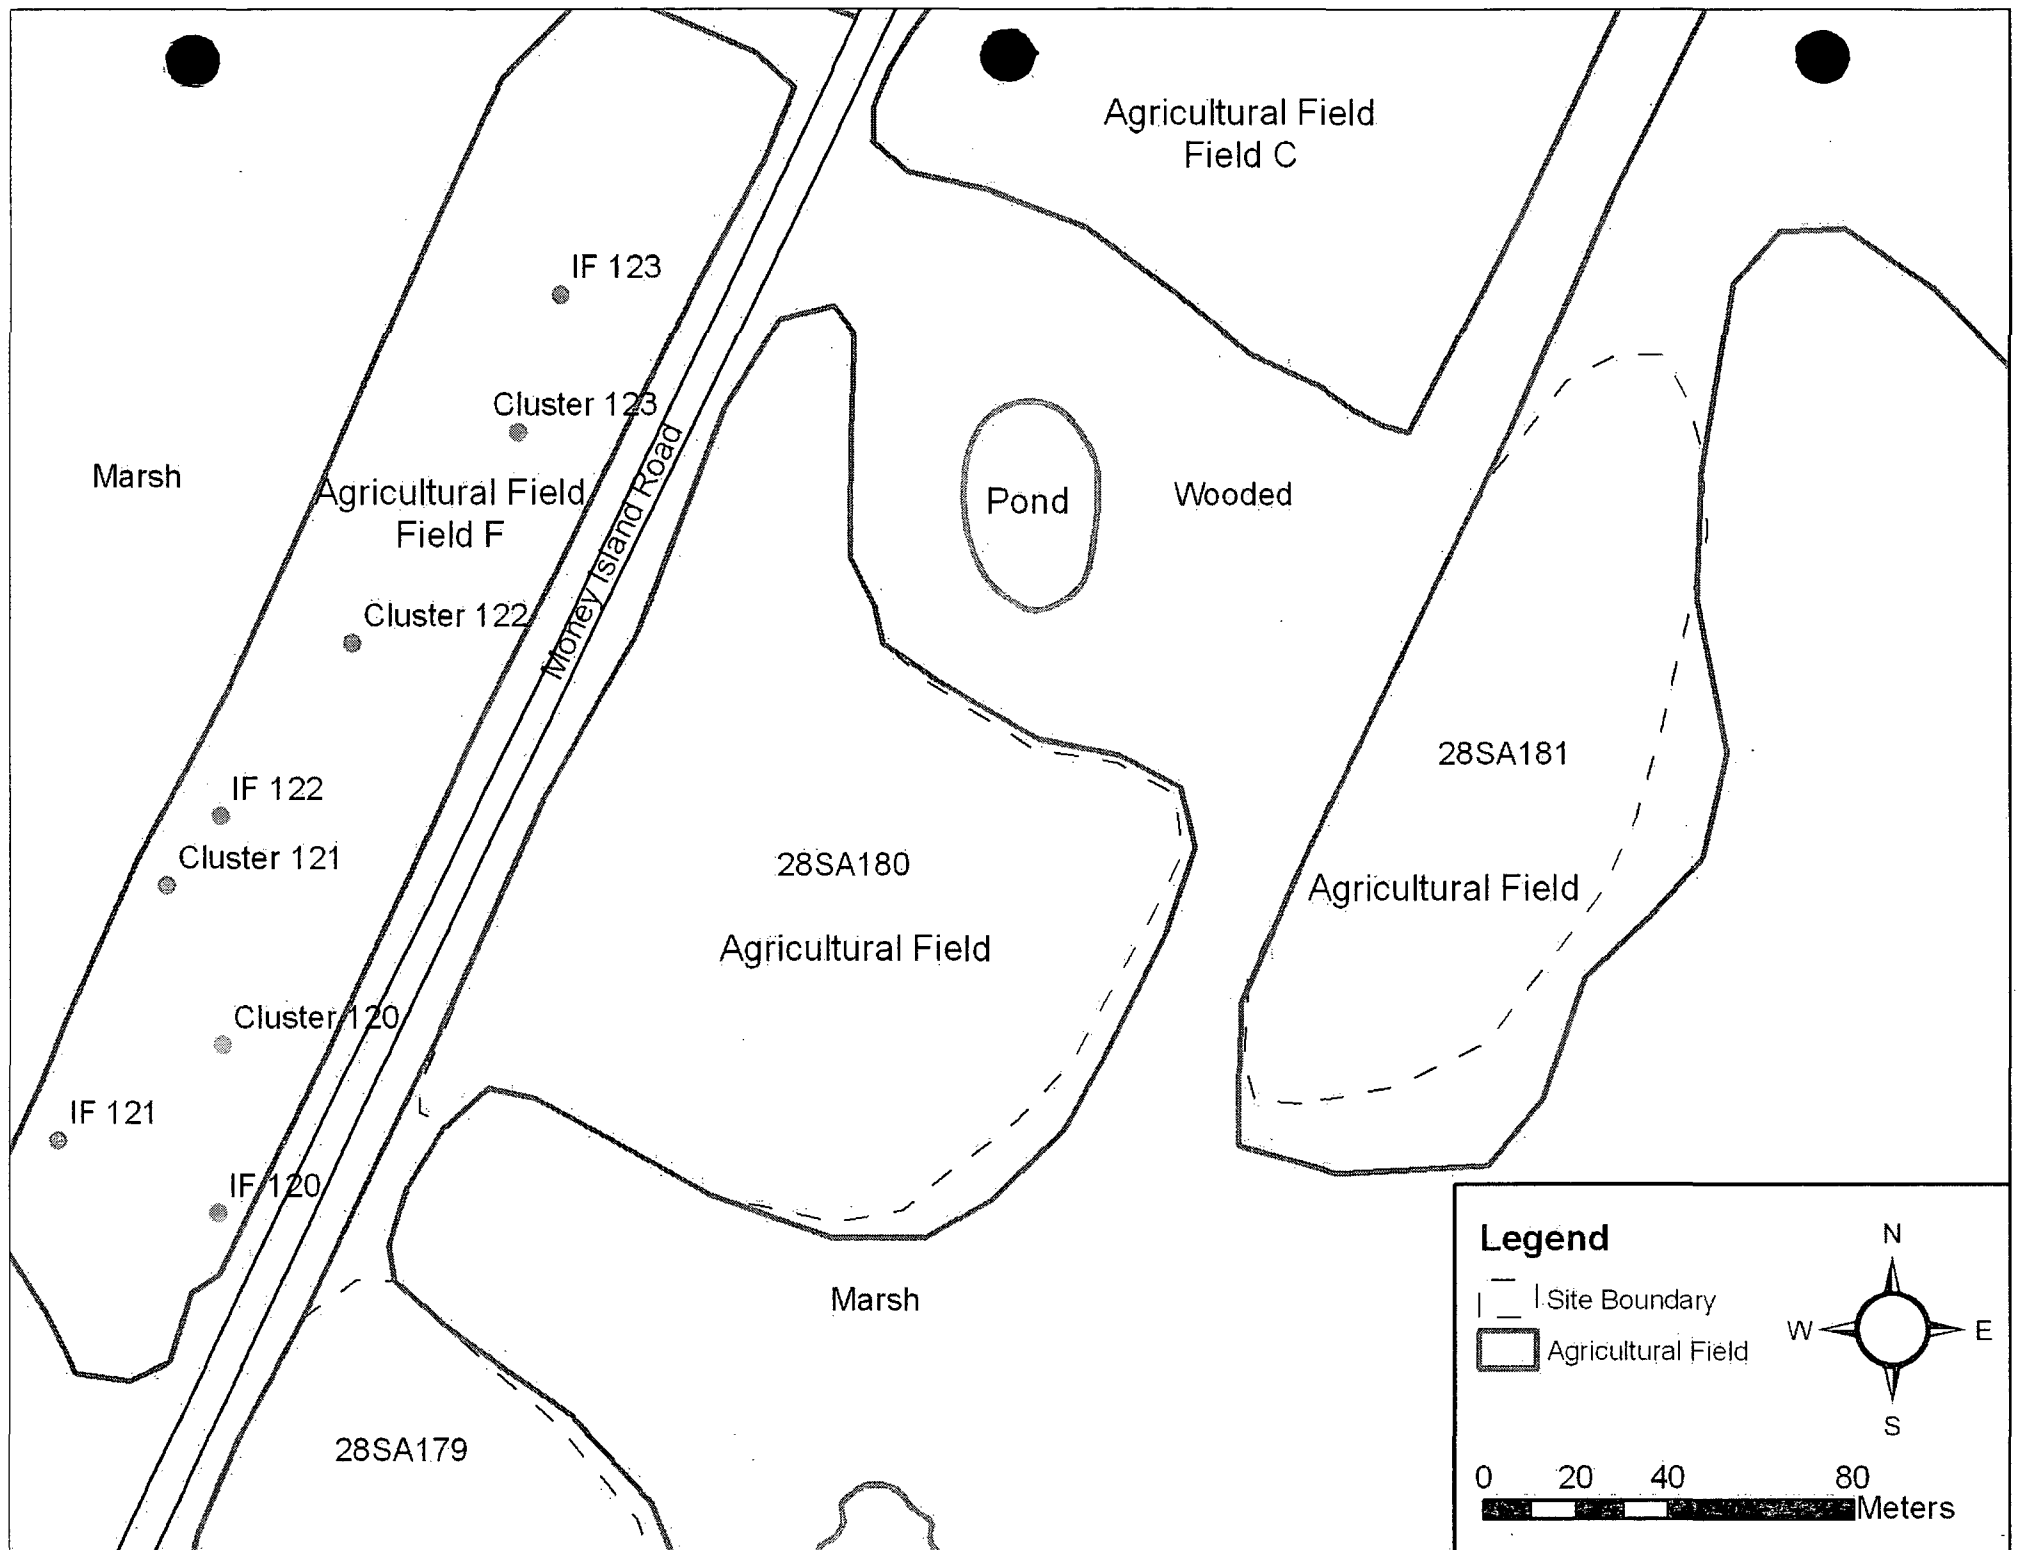 Agricultural Field
Field C
IF 123
Cluster 123
Marsh
Agricultural Field
Field F
Money Island Road
Pond
Wooded
Cluster 122
28SA181
IF 122
Cluster 121
28SA180
Agricultural Field
Agricultural Field
Cluster 120
IF 121
IF 120
Marsh
28SA179
Legend
Site Boundary
Agricultural Field
N
W
E
S
0 20 40 80
Meters